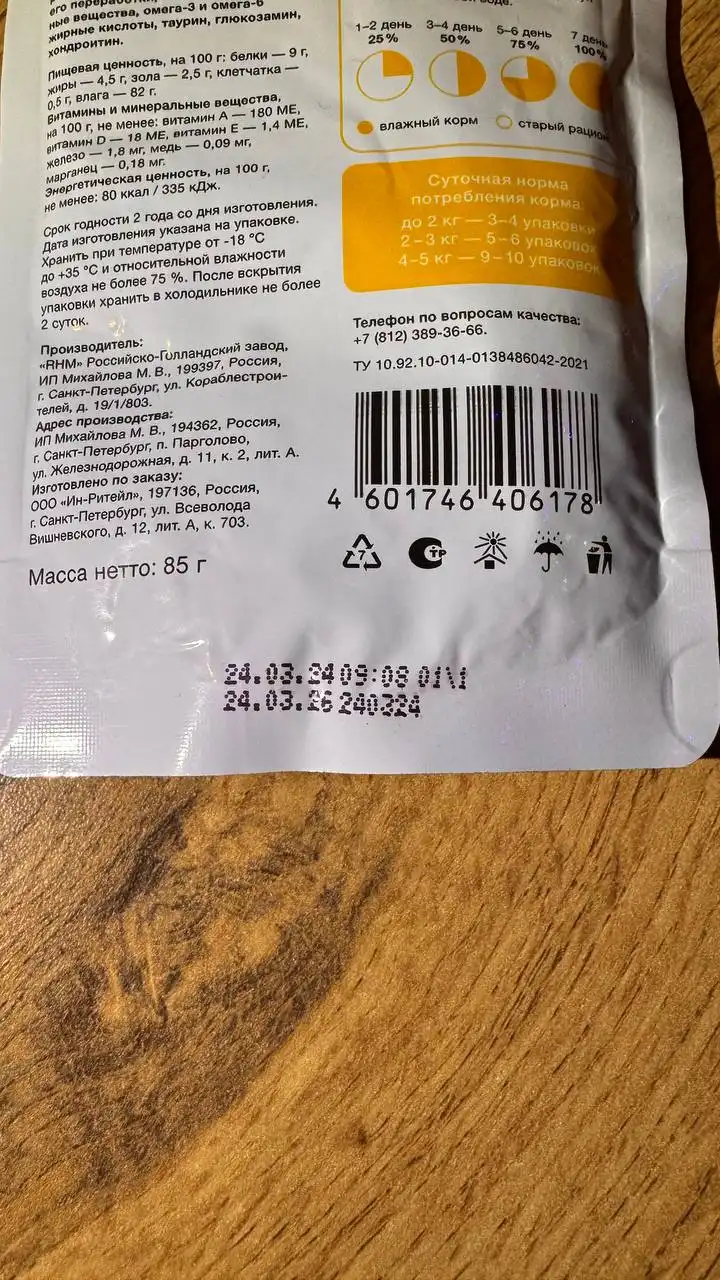 его переработки,
ные вещества, омега-3 и омега-6
жирные кислоты, таурин, глюкозамин,
хондроитин.
Пищевая ценность, на 100 г: белки — 9 г,
жиры — 4,5 г, зола — 2,5 г, клетчатка —
0,5 г, влага — 82 г.
Витамины и минеральные вещества,
на 100 г, не менее: витамин А — 180 МЕ,
витамин D — 18 МЕ, витамин Е — 1,4 МЕ,
железо — 1,8 мг, медь — 0,09 мг,
марганец — 0,18 мг.
Энергетическая ценность, на 100 г,
не менее: 80 ккал / 335 кДж.
Срок годности 2 года со дня изготовления.
Дата изготовления указана на упаковке.
Хранить при температуре от -18 °С
до +35 °С и относительной влажности
воздуха не более 75 %. После вскрытия
упаковки хранить в холодильнике не более
2 суток.
Производитель:
«RHM» Российско-Голландский завод,
ИП Михайлова М. В., 199397, Россия,
г. Санкт-Петербург, ул. Кораблестрои-
телей, д. 19/1/803.
Адрес производства:
ИП Михайлова М. В., 194362, Россия,
г. Санкт-Петербург, п. Парголово,
ул. Железнодорожная, д. 11, к. 2, лит. А.
Изготовлено по заказу:
ООО «Ин-Ритейл», 197136, Россия,
г. Санкт-Петербург, ул. Всеволода
Вишневского, д. 12, лит. А, к. 703.
Масса нетто: 85 г
1–2 день 3–4 день 5–6 день 7 день
25% 50% 75% 100%
влажный корм старый рацион
Суточная норма
потребления корма:
до 2 кг — 3–4 упаковки
2–3 кг — 5–6 упаковок
4–5 кг — 9–10 упаковок
Телефон по вопросам качества:
+7 (812) 389-36-66.
ТУ 10.92.10-014-0138486042-2021
4 601746 406178
7 СТР
24.03.24 09:08 01\1
24.03.26 240324